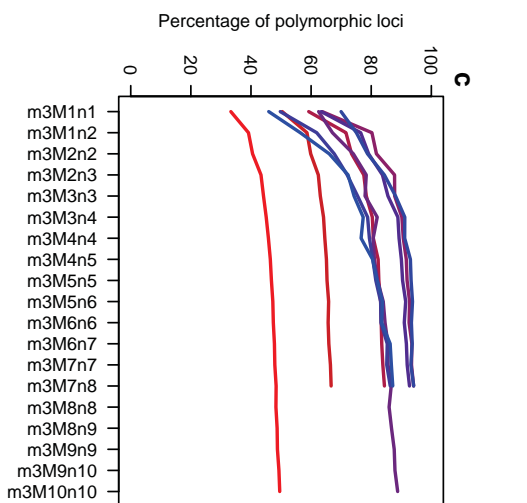 Percentage of polymorphic loci
0 20 40 60 80 100
C
m3M1n1
m3M1n2
m3M2n2
m3M2n3
m3M3n3
m3M3n4
m3M4n4
m3M4n5
m3M5n5
m3M5n6
m3M6n6
m3M6n7
m3M7n7
m3M7n8
m3M8n8
m3M8n9
m3M9n9
m3M9n10
m3M10n10